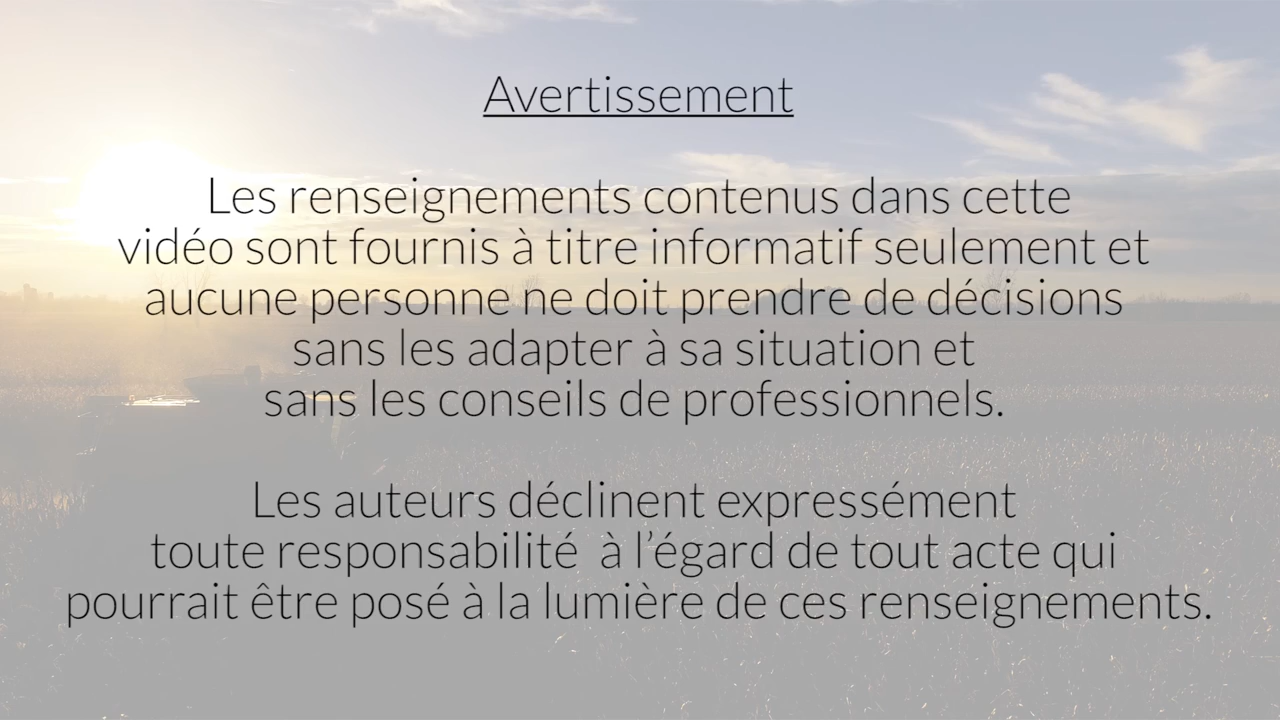 Avertissement
Les renseignements contenus dans cette
vidéo sont fournis à titre informatif seulement et
aucune personne ne doit prendre de décisions
sans les adapter à sa situation et
sans les conseils de professionnels.
Les auteurs déclinent expressément
toute responsabilité  à l’égard de tout acte qui
pourrait être posé à la lumière de ces renseignements.